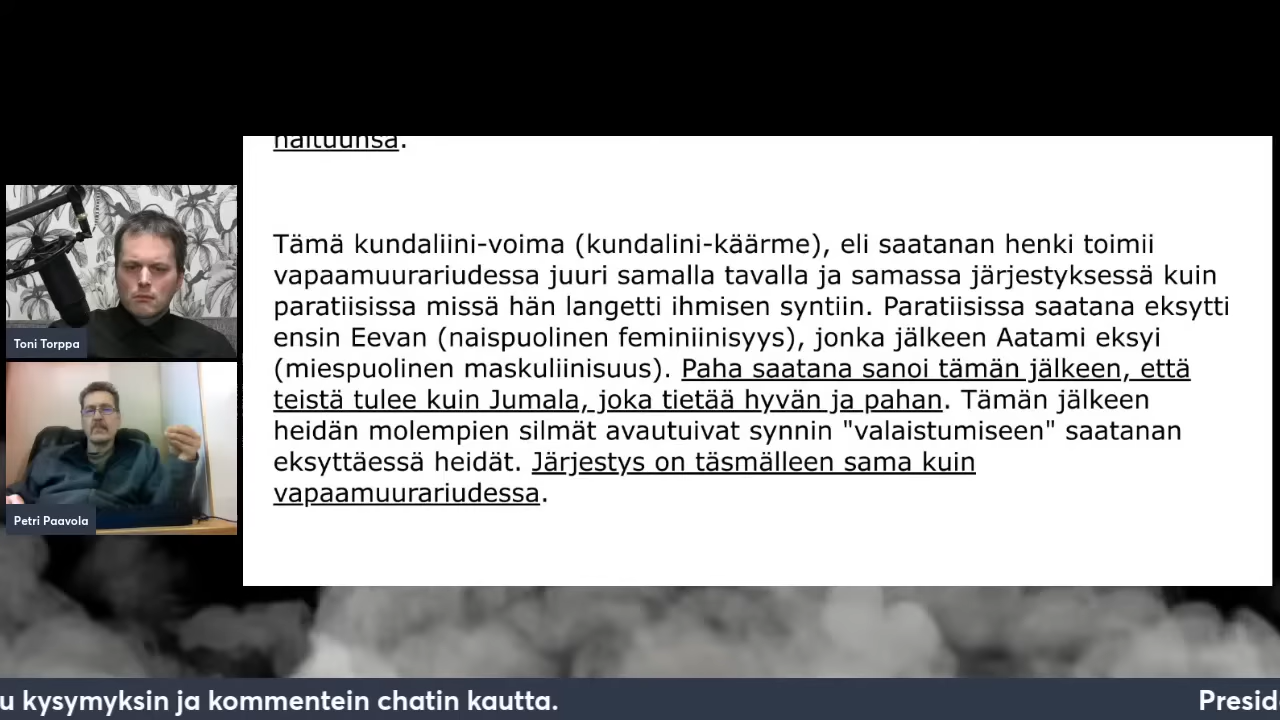 haltuunsa.
Tämä kundaliini-voima (kundalini-käärme), eli saatanan henki toimii
vapaamuurariudessa juuri samalla tavalla ja samassa järjestyksessä kuin
paratiisissa missä hän langetti ihmisen syntiin. Paratiisissa saatana eksytti
ensin Eevan (naispuolinen feminiinisyys), jonka jälkeen Aatami eksyi
(miespuolinen maskuliinisuus). Paha saatana sanoi tämän jälkeen, että
teistä tulee kuin Jumala, joka tietää hyvän ja pahan. Tämän jälkeen
heidän molempien silmät avautuivat synnin "valaistumiseen" saatanan
eksyttäessä heidät. Järjestys on täsmälleen sama kuin
vapaamuurariudessa.
Toni Torppa
Petri Paavola
u kysymyksin ja kommentein chatin kautta.
Presid